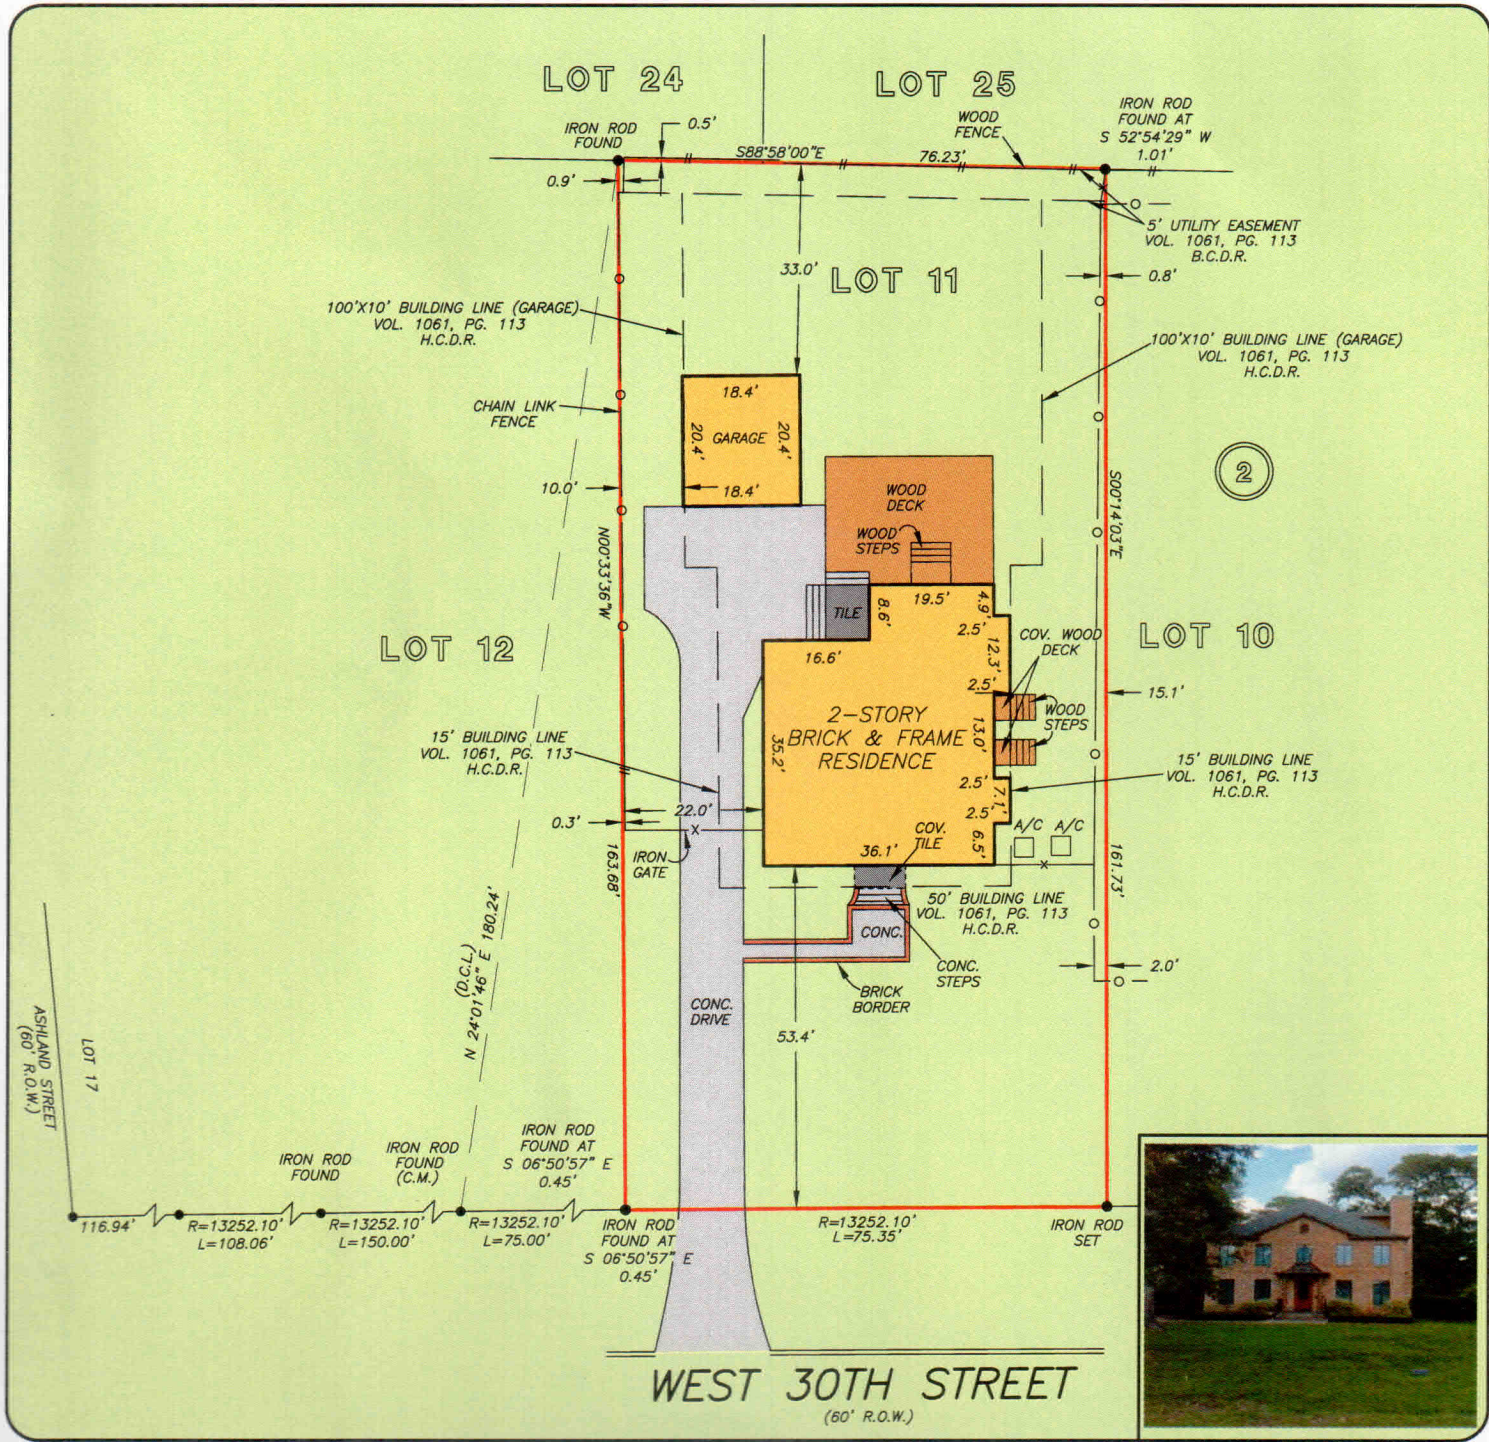 LOT 24
LOT 25
IRON ROD
FOUND
0.5'
WOOD
FENCE
IRON ROD
FOUND AT
S 52°54'29" W
1.01'
S88°58'00"E
76.23'
0.9'
5' UTILITY EASEMENT
VOL. 1061, PG. 113
B.C.D.R.
33.0'
LOT 11
0.8'
100'X10' BUILDING LINE (GARAGE)
VOL. 1061, PG. 113
H.C.D.R.
100'X10' BUILDING LINE (GARAGE)
VOL. 1061, PG. 113
H.C.D.R.
18.4'
CHAIN LINK
FENCE
20.4'
GARAGE
20.4'
10.0'
18.4'
WOOD
DECK
S00°14'03"E
2
WOOD
STEPS
N00°33'36"W
19.5'
4.9'
TILE
8.6'
2.5'
12.3'
COV. WOOD
DECK
LOT 12
LOT 10
16.6'
2.5'
15.1'
WOOD
STEPS
2-STORY
BRICK & FRAME
RESIDENCE
13.0'
35.2'
15' BUILDING LINE
VOL. 1061, PG. 113
H.C.D.R.
15' BUILDING LINE
VOL. 1061, PG. 113
H.C.D.R.
2.5'
7.1'
2.5'
22.0'
0.3'
A/C
A/C
COV.
TILE
6.5'
IRON
GATE
36.1'
163.68'
161.73'
50' BUILDING LINE
VOL. 1061, PG. 113
H.C.D.R.
CONC.
(D.C.L.)
N 24°01'46" E 180.24'
CONC.
STEPS
2.0'
BRICK
BORDER
CONC.
DRIVE
53.4'
LOT 17
ASHLAND STREET
(60' R.O.W.)
IRON ROD
FOUND
IRON ROD
FOUND
(C.M.)
IRON ROD
FOUND AT
S 06°50'57" E
0.45'
116.94'
R=13252.10'
L=108.06'
R=13252.10'
L=150.00'
R=13252.10'
L=75.00'
IRON ROD
FOUND AT
S 06°50'57" E
0.45'
R=13252.10'
L=75.35'
IRON ROD
SET
WEST 30TH STREET
(60' R.O.W.)